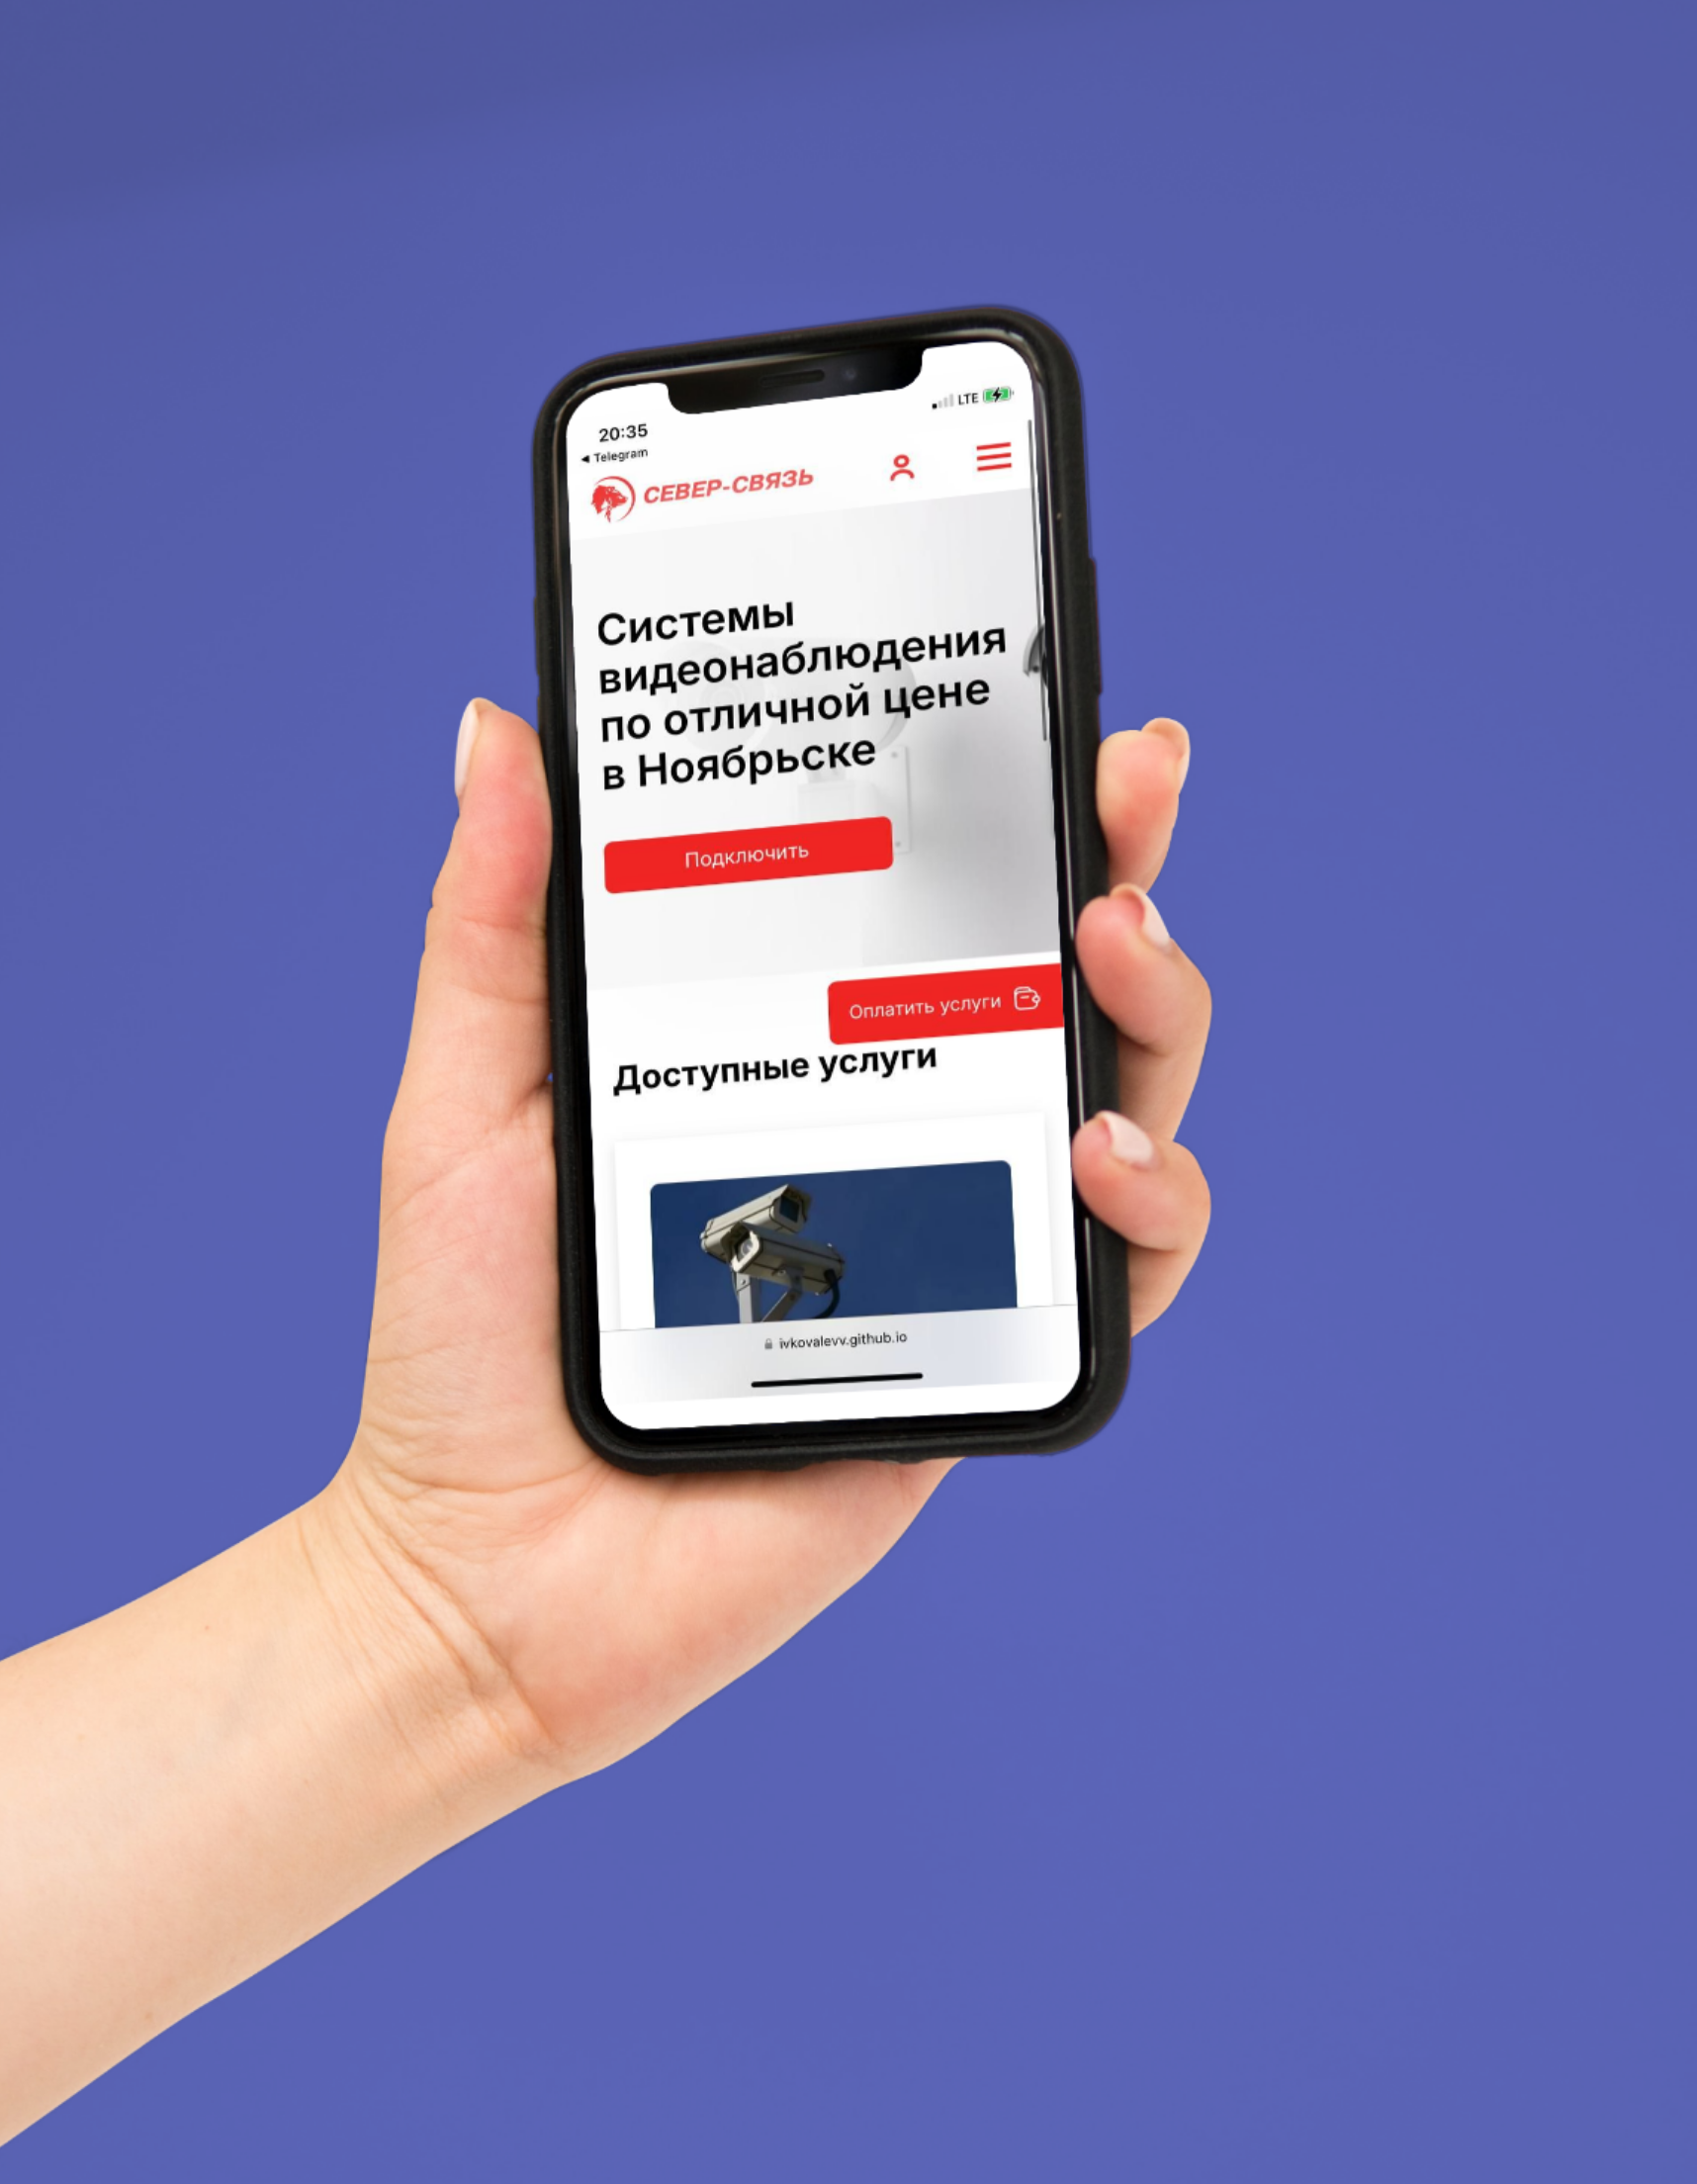 20:35
LTE
◀ Telegram
СЕВЕР-СВЯЗЬ
Системы
видеонаблюдения
по отличной цене
в Ноябрьске
Подключить
Оплатить услуги
Доступные услуги
ivkovalevv.github.io